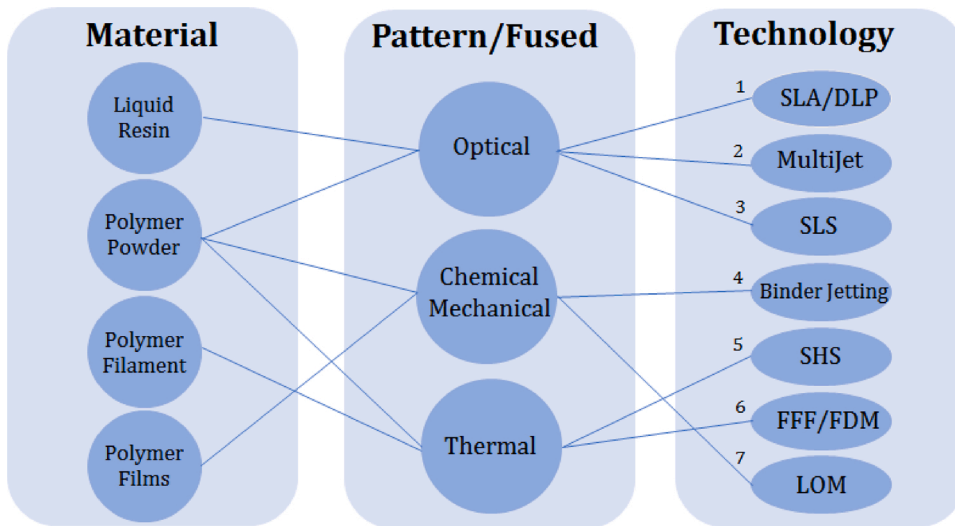 Material
Liquid
Resin
Polymer
Powder
Polymer
Filament
Polymer
Films
Pattern/Fused
Optical
Chemical
Mechanical
Thermal
Technology
1
SLA/DLP
2
MultiJet
3
SLS
4
Binder Jetting
5
SHS
6
FFF/FDM
7
LOM